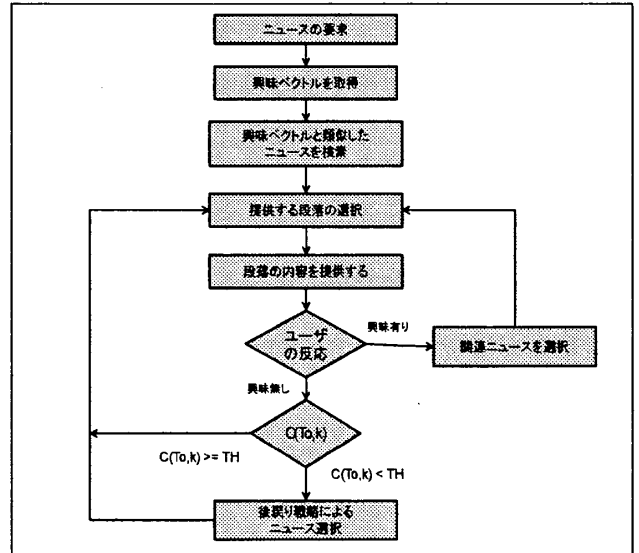 ニュースの要求
興味ベクトルを取得
興味ベクトルと類似した
ニュースを検索
提供する段落の選択
段落の内容を提供する
ユーザ
の反応
興味有り
関連ニュースを選択
興味無し
C(To,k)
C(To,k) >= TH
C(To,k) < TH
後戻り戦略による
ニュース選択